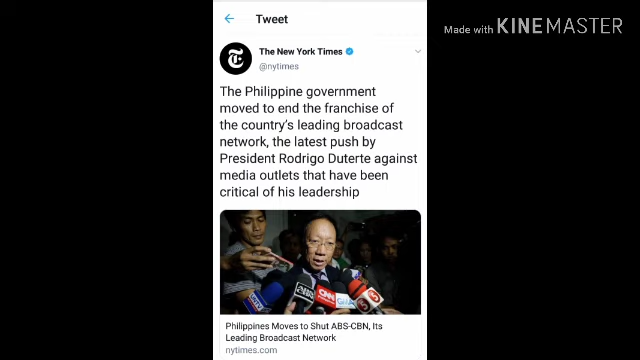 Tweet
Made with KINEMASTER
The New York Times
@nytimes
The Philippine government
moved to end the franchise of
the country's leading broadcast
network, the latest push by
President Rodrigo Duterte against
media outlets that have been
critical of his leadership
CNN
GMA
5
Philippines Moves to Shut ABS-CBN, Its
Leading Broadcast Network
nytimes.com